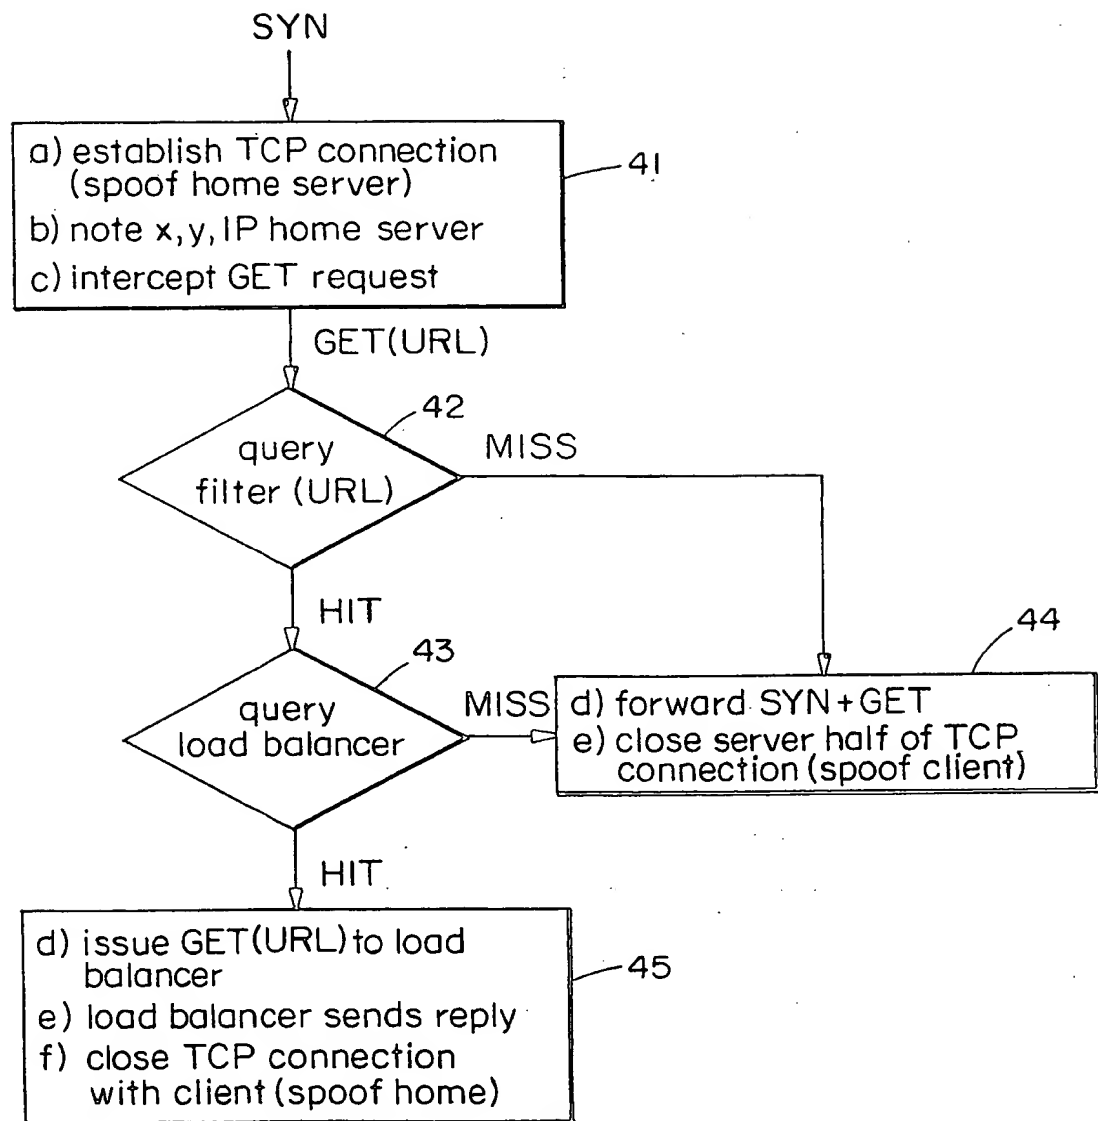 SYN
a) establish TCP connection
(spoof home server)
b) note x, y, IP home server
c) intercept GET request
41
GET(URL)
42
query
filter (URL)
MISS
HIT
43
query
load balancer
MISS
44
d) forward SYN+GET
e) close server half of TCP
connection (spoof client)
HIT
d) issue GET(URL) to load
balancer
e) load balancer sends reply
f) close TCP connection
with client (spoof home)
45